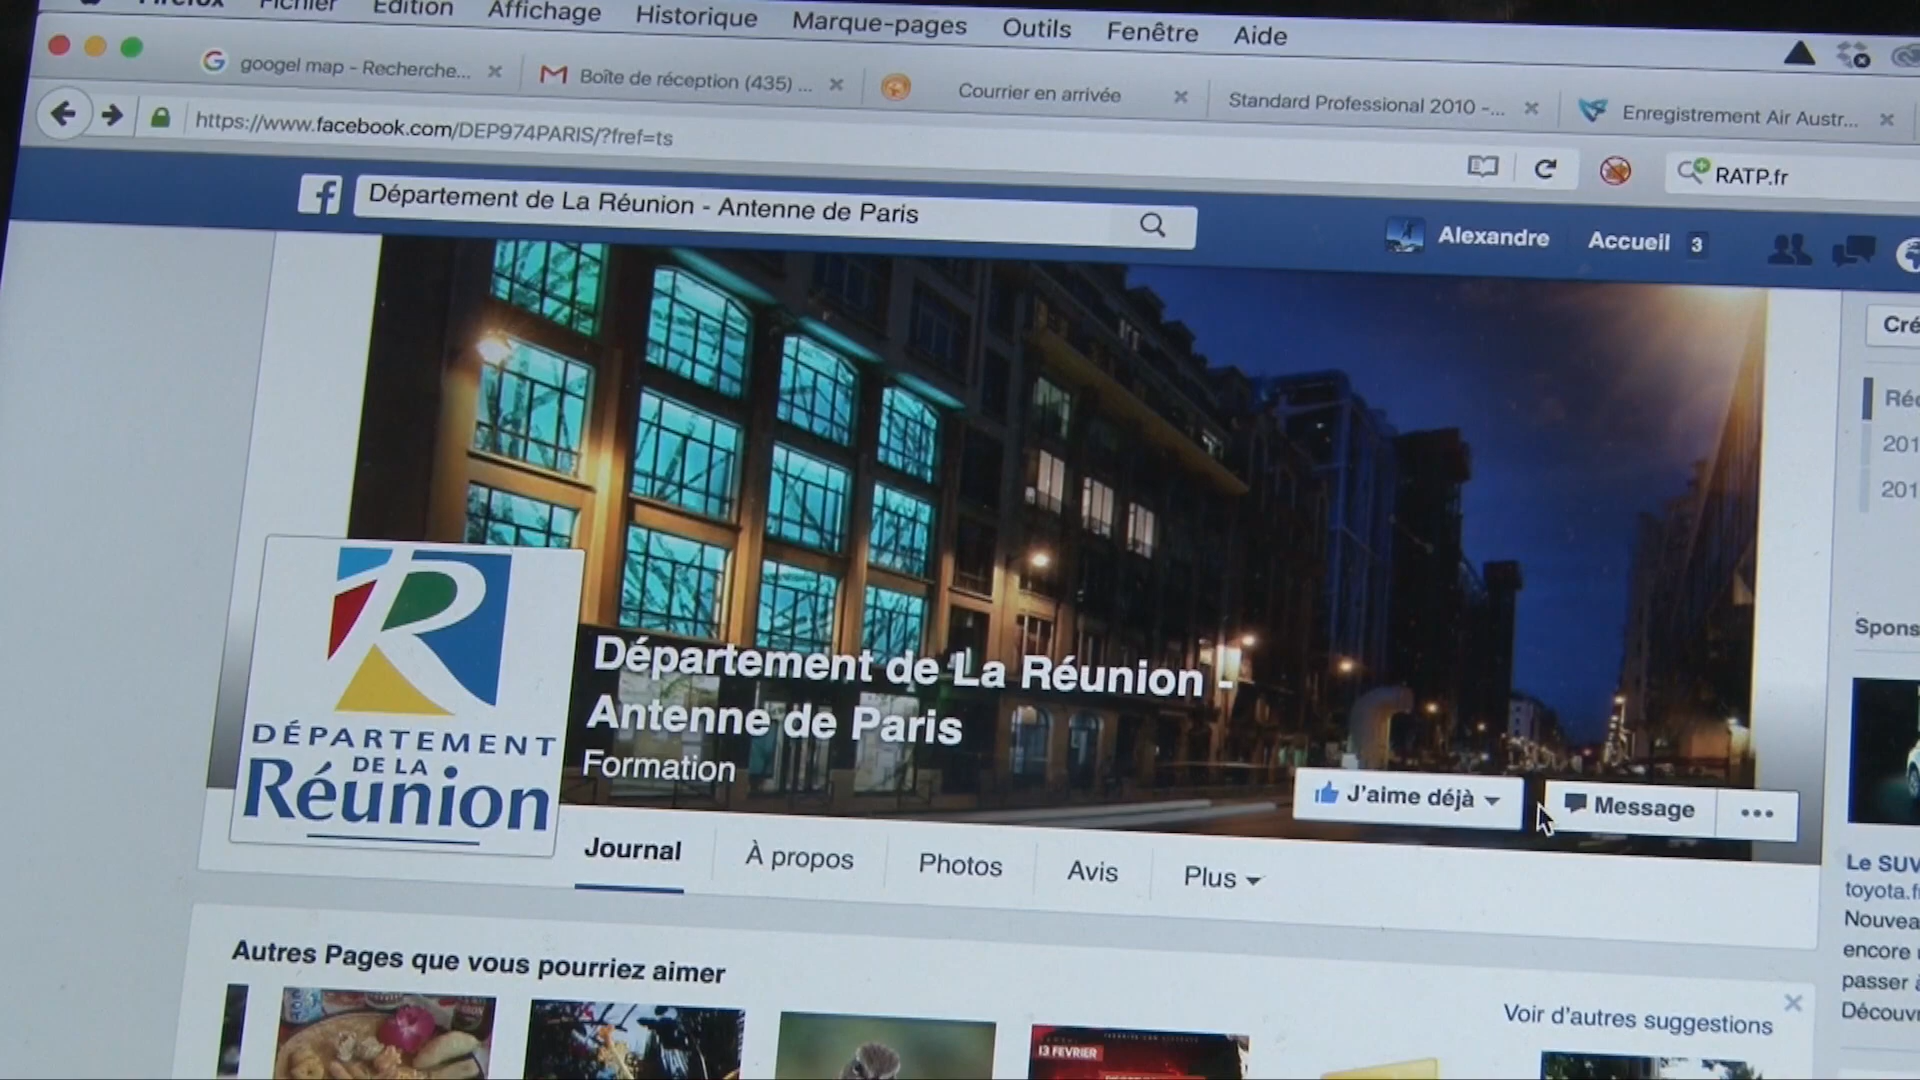 Firefox Fichier Edition Affichage Historique Marque-pages Outils Fenêtre Aide
googel map - Recherche... Boîte de réception (435) ... Courrier en arrivée Standard Professional 2010 -... Enregistrement Air Austr...
https://www.facebook.com/DEP974PARIS/?fref=ts
RATP.fr
Département de La Réunion - Antenne de Paris
Alexandre Accueil 3
Cré
Réc
201
201
Département de La Réunion -
Antenne de Paris
Formation
DÉPARTEMENT
DE LA
Réunion
J'aime déjà Message
Journal À propos Photos Avis Plus
Spons
Le SUV
toyota.f
Nouvea
encore
passer à
Découvr
Autres Pages que vous pourriez aimer
Voir d'autres suggestions
13 FEVRIER